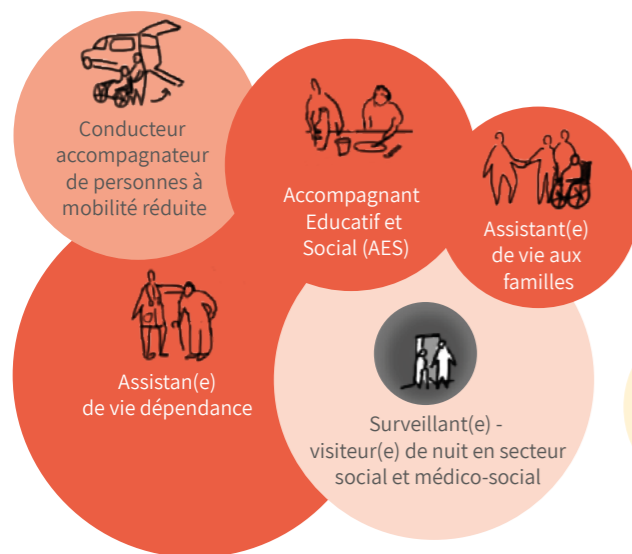 Conducteur
accompagnateur
de personnes à
mobilité réduite
Accompagnant
Educatif et
Social (AES)
Assistant(e)
de vie aux
familles
Assistan(e)
de vie dépendance
Surveillant(e) -
visiteur(e) de nuit en secteur
social et médico-social